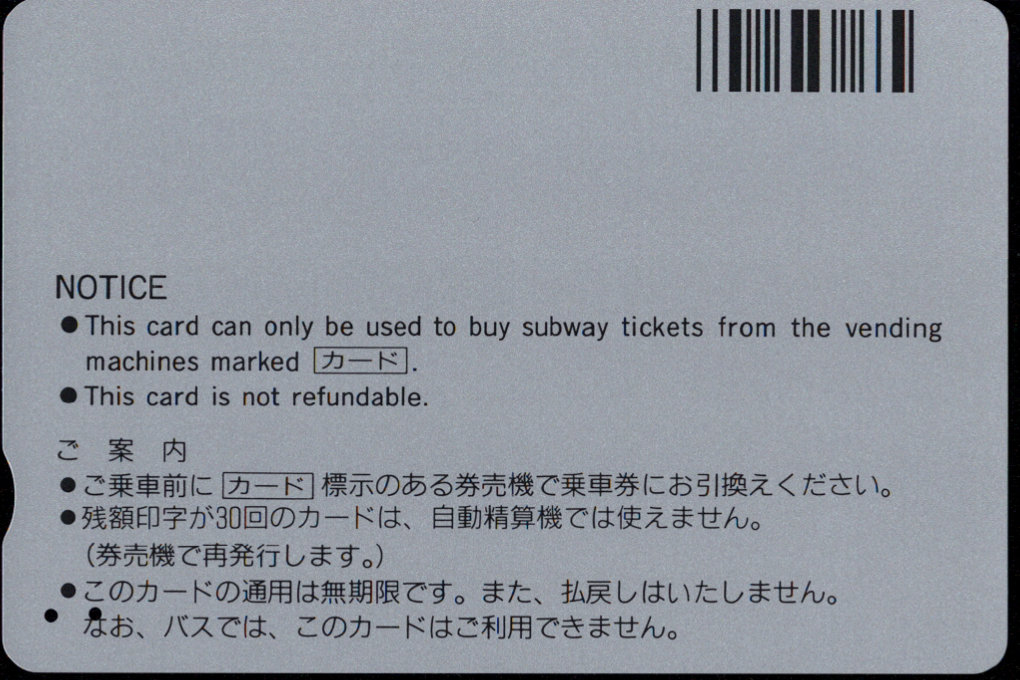 NOTICE
●This card can only be used to buy subway tickets from the vending
machines marked カード.
●This card is not refundable.
ご 案 内
●ご乗車前に カード 標示のある券売機で乗車券にお引換えください。
●残額印字が30回のカードは、自動精算機では使えません。
（券売機で再発行します。）
●このカードの通用は無期限です。また、払戻しはいたしません。
なお、バスでは、このカードはご利用できません。